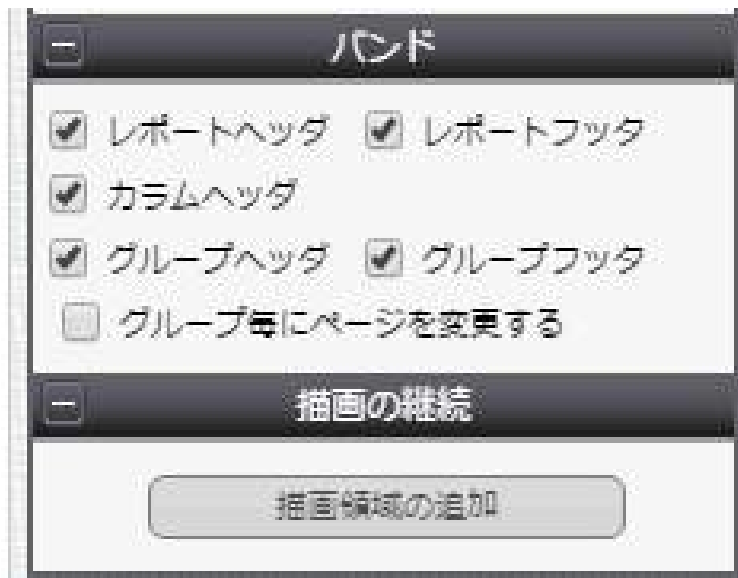 バンド
レポートヘッダ レポートフッタ
カラムヘッダ
グループヘッダ グループフッタ
グループ毎にページを変更する
描画の継続
描画領域の追加